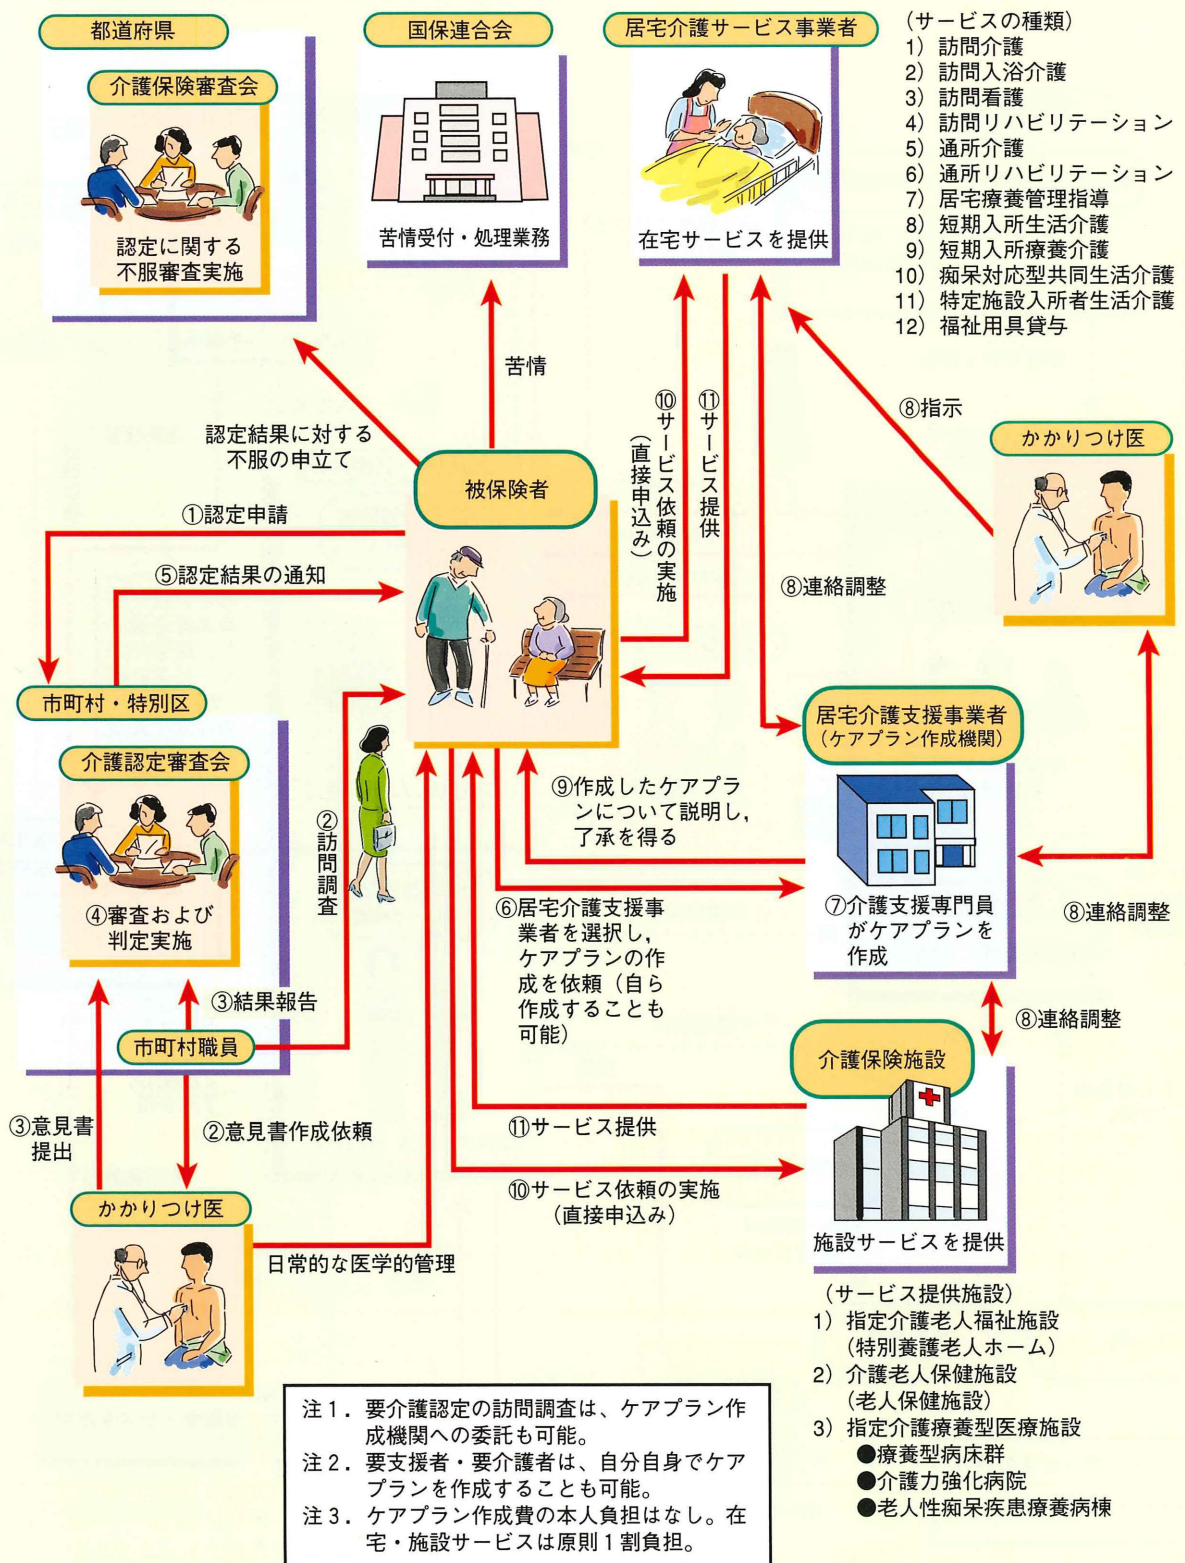 都道府県
介護保険審査会
認定に関する
不服審査実施
国保連合会
苦情受付・処理業務
居宅介護サービス事業者
在宅サービスを提供
（サービスの種類）
1）訪問介護
2）訪問入浴介護
3）訪問看護
4）訪問リハビリテーション
5）通所介護
6）通所リハビリテーション
7）居宅療養管理指導
8）短期入所生活介護
9）短期入所療養介護
10）痴呆対応型共同生活介護
11）特定施設入所者生活介護
12）福祉用具貸与
苦情
認定結果に対する
不服の申立て
⑩サービス依頼の実施
（直接申込み）
⑪サービス提供
⑧指示
かかりつけ医
被保険者
①認定申請
⑤認定結果の通知
⑧連絡調整
市町村・特別区
介護認定審査会
④審査および
判定実施
②訪問調査
③結果報告
市町村職員
居宅介護支援事業者
（ケアプラン作成機関）
⑦介護支援専門員
がケアプランを
作成
⑨作成したケアプラ
ンについて説明し，
了承を得る
⑥居宅介護支援事
業者を選択し，
ケアプランの作
成を依頼（自ら
作成することも
可能）
⑧連絡調整
⑧連絡調整
③意見書
提出
②意見書作成依頼
かかりつけ医
日常的な医学的管理
⑪サービス提供
⑩サービス依頼の実施
（直接申込み）
介護保険施設
施設サービスを提供
（サービス提供施設）
1）指定介護老人福祉施設
（特別養護老人ホーム）
2）介護老人保健施設
（老人保健施設）
3）指定介護療養型医療施設
●療養型病床群
●介護力強化病院
●老人性痴呆疾患療養病棟
注1．要介護認定の訪問調査は、ケアプラン作
成機関への委託も可能。
注2．要支援者・要介護者は、自分自身でケア
プランを作成することも可能。
注3．ケアプラン作成費の本人負担はなし。在
宅・施設サービスは原則1割負担。